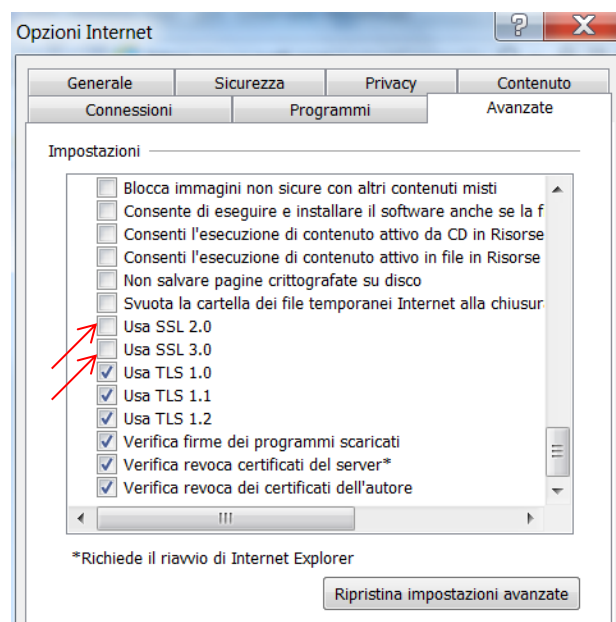 Opzioni Internet
Generale Sicurezza Privacy Contenuto
Connessioni Programmi Avanzate
Impostazioni
Blocca immagini non sicure con altri contenuti misti
Consente di eseguire e installare il software anche se la f
Consenti l'esecuzione di contenuto attivo da CD in Risorse
Consenti l'esecuzione di contenuto attivo in file in Risorse
Non salvare pagine crittografate su disco
Svuota la cartella dei file temporanei Internet alla chiusur
Usa SSL 2.0
Usa SSL 3.0
Usa TLS 1.0
Usa TLS 1.1
Usa TLS 1.2
Verifica firme dei programmi scaricati
Verifica revoca certificati del server*
Verifica revoca dei certificati dell'autore
*Richiede il riavvio di Internet Explorer
Ripristina impostazioni avanzate